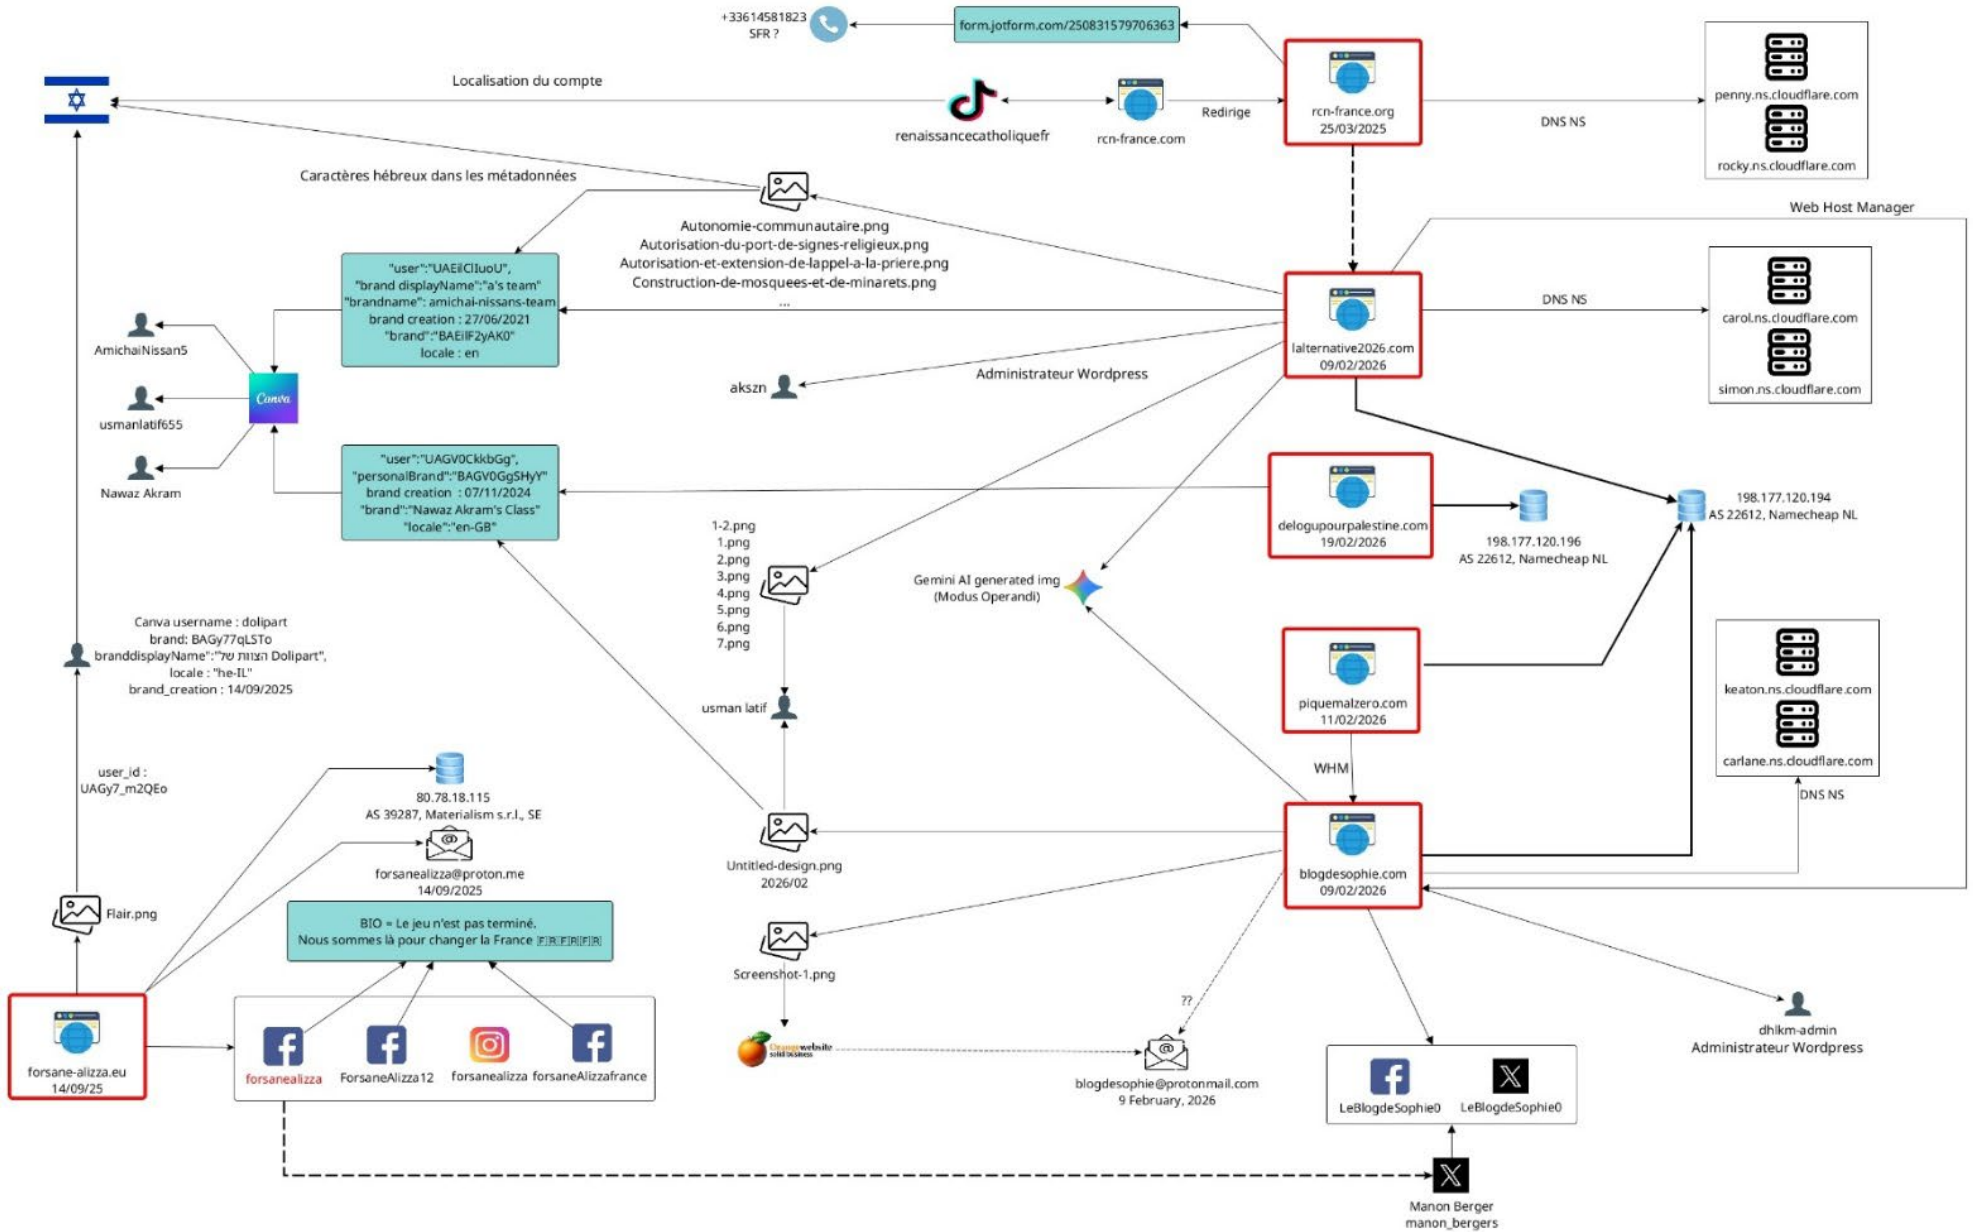 +33614581823
SFR ?
form.jotform.com/250831579706363
rcn-france.org
25/03/2025
penny.ns.cloudflare.com
rocky.ns.cloudflare.com
DNS NS
Localisation du compte
renaissancecatholiquefr
rcn-france.com
Redirige
Caractères hébreux dans les métadonnées
Autonomie-communautaire.png
Autorisation-du-port-de-signes-religieux.png
Autorisation-et-extension-de-lappel-a-la-priere.png
Construction-de-mosquees-et-de-minarets.png
...
Web Host Manager
"user":"UAEilClIuoU",
"brand displayName":"a's team"
"brandname": amichai-nissans-team
brand creation : 27/06/2021
"brand":"BAEilF2yAK0"
locale : en
lalternative2026.com
09/02/2026
DNS NS
carol.ns.cloudflare.com
simon.ns.cloudflare.com
AmichaiNissan5
usmanlatif655
Nawaz Akram
Canva
akszn
Administrateur Wordpress
"user":"UAGV0CkkbGg",
"personalBrand":"BAGV0GgSHyY"
brand creation : 07/11/2024
"brand":"Nawaz Akram's Class"
"locale":"en-GB"
delogupourpalestine.com
19/02/2026
198.177.120.196
AS 22612, Namecheap NL
198.177.120.194
AS 22612, Namecheap NL
1-2.png
1.png
2.png
3.png
4.png
5.png
6.png
7.png
Gemini AI generated img
(Modus Operandi)
Canva username : dolipart
brand: BAGy77qLSTo
branddisplayName":"הצוות של Dolipart",
locale : "he-IL"
brand_creation : 14/09/2025
usman latif
piquemalzero.com
11/02/2026
WHM
keaton.ns.cloudflare.com
carlane.ns.cloudflare.com
DNS NS
user_id :
UAGy7_m2QEo
80.78.18.115
AS 39287, Materialism s.r.l., SE
forsanealizza@proton.me
14/09/2025
Untitled-design.png
2026/02
blogdesophie.com
09/02/2026
Flair.png
BIO = Le jeu n'est pas terminé.
Nous sommes là pour changer la France 🇫🇷🇫🇷🇫🇷
Screenshot-1.png
Orangewebsite
solid business
??
blogdesophie@protonmail.com
9 February, 2026
dhlkm-admin
Administrateur Wordpress
forsane-alizza.eu
14/09/25
forsanealizza
ForsaneAlizza12
forsanealizza
forsaneAlizzafrance
LeBlogdeSophie0
LeBlogdeSophie0
Manon Berger
manon_bergers